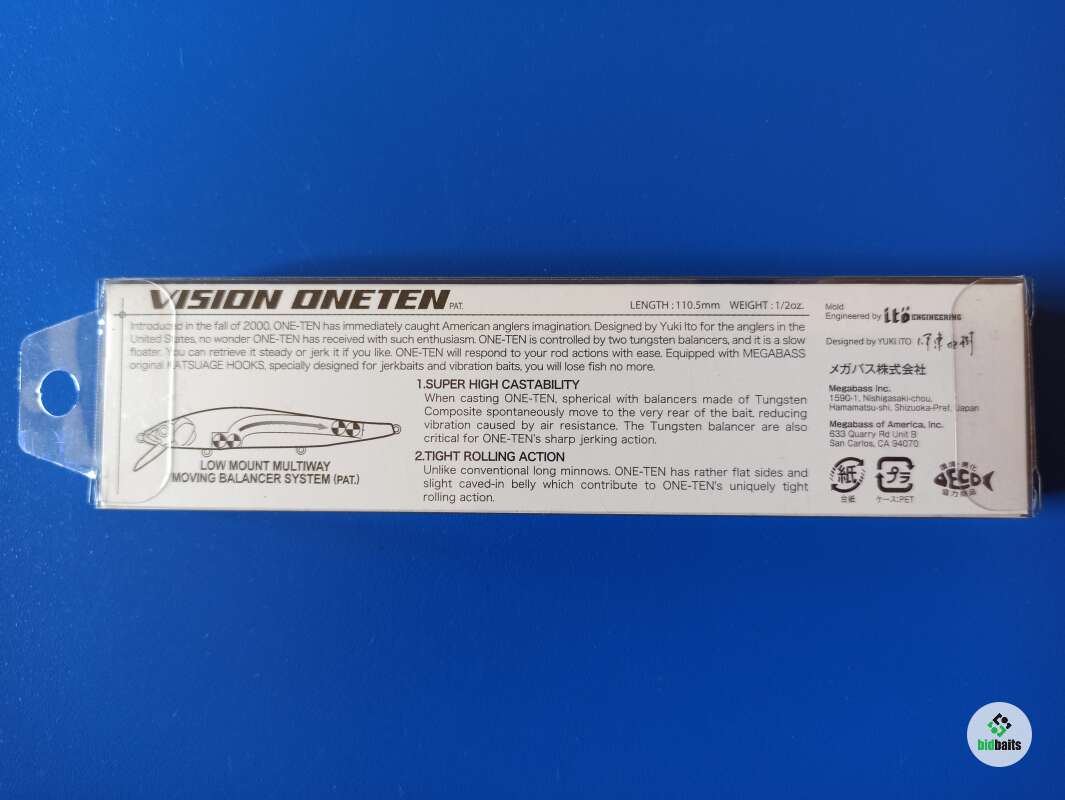 VISION ONETEN PAT.
LENGTH : 110.5mm WEIGHT : 1/2oz.
Introduced in the fall of 2000, ONE-TEN has immediately caught American anglers imagination. Designed by Yuki Ito for the anglers in the
United States, no wonder ONE-TEN has received with such enthusiasm. ONE-TEN is controlled by two tungsten balancers, and it is a slow
floater. You can retrieve it steady or jerk it if you like. ONE-TEN will respond to your rod actions with ease. Equipped with MEGABASS
original KATSUAGE HOOKS, specially designed for jerkbaits and vibration baits, you will lose fish no more.
1.SUPER HIGH CASTABILITY
When casting ONE-TEN, spherical with balancers made of Tungsten
Composite spontaneously move to the very rear of the bait. reducing
vibration caused by air resistance. The Tungsten balancer are also
critical for ONE-TEN's sharp jerking action.
2.TIGHT ROLLING ACTION
Unlike conventional long minnows. ONE-TEN has rather flat sides and
slight caved-in belly which contribute to ONE-TEN's uniquely tight
rolling action.
LOW MOUNT MULTIWAY
MOVING BALANCER SYSTEM (PAT.)
Mold
Engineered by itö ENGINEERING
Designed by YUKI ITO
メガバス株式会社
Megabass Inc.
1590-1, Nishigasaki-chou,
Hamamatsu-shi, Shizuoka-Pref, Japan
Megabass of America, Inc.
633 Quarry Rd Unit B
San Carlos, CA 94070
紙
台紙
プラ
ケース:PET
ECO
協力商品
bidbaits